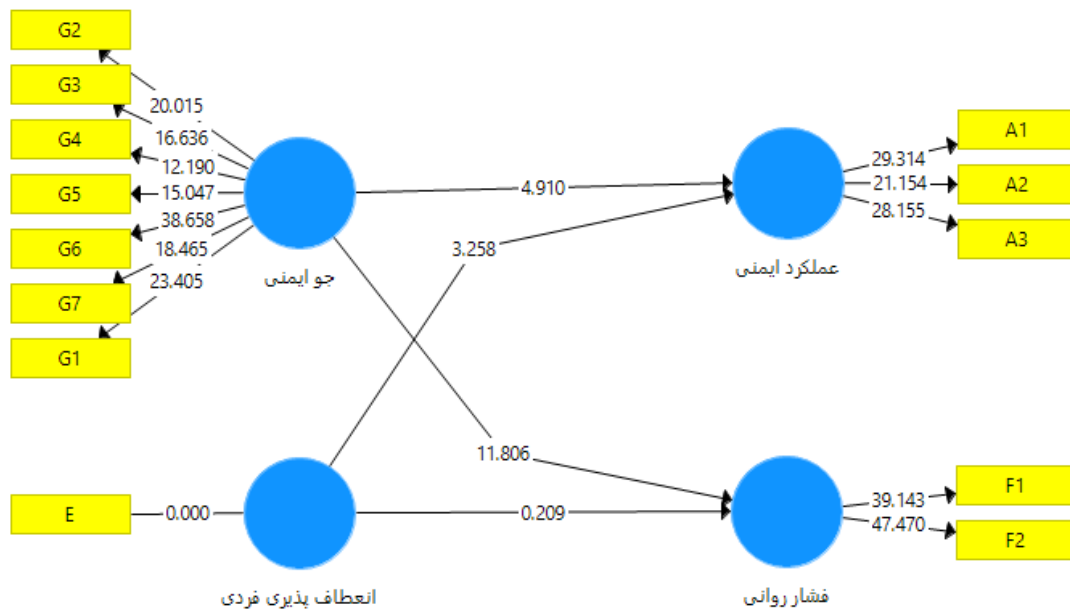 G2
G3
G4
G5
G6
G7
G1
20.015
16.636
12.190
15.047
38.658
18.465
23.405
جو ایمنی
4.910
3.258
11.806
عملکرد ایمنی
29.314
21.154
28.155
A1
A2
A3
E
0.000
انعطاف پذیری فردی
0.209
فشار روانی
39.143
47.470
F1
F2